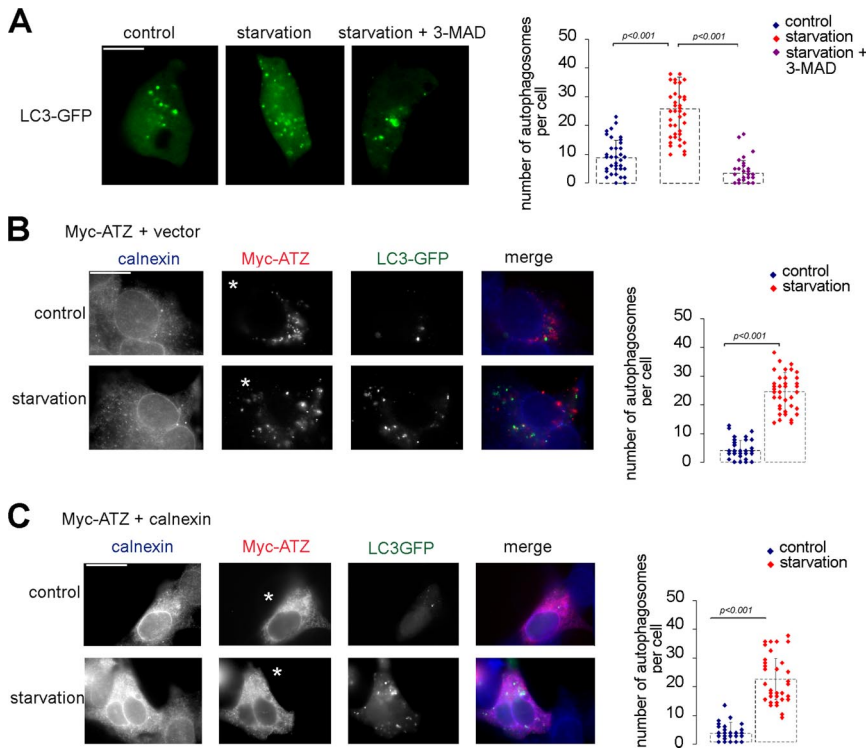 A
control
starvation
starvation + 3-MAD
LC3-GFP
number of autophagosomes
per cell
50
40
30
20
10
0
p<0.001
p<0.001
control
starvation
starvation +
3-MAD
B
Myc-ATZ + vector
calnexin
Myc-ATZ
LC3-GFP
merge
control
*
starvation
*
number of autophagosomes
per cell
50
40
30
20
10
0
p<0.001
control
starvation
C
Myc-ATZ + calnexin
calnexin
Myc-ATZ
LC3GFP
merge
control
*
starvation
*
number of autophagosomes
per cell
50
40
30
20
10
0
p<0.001
control
starvation